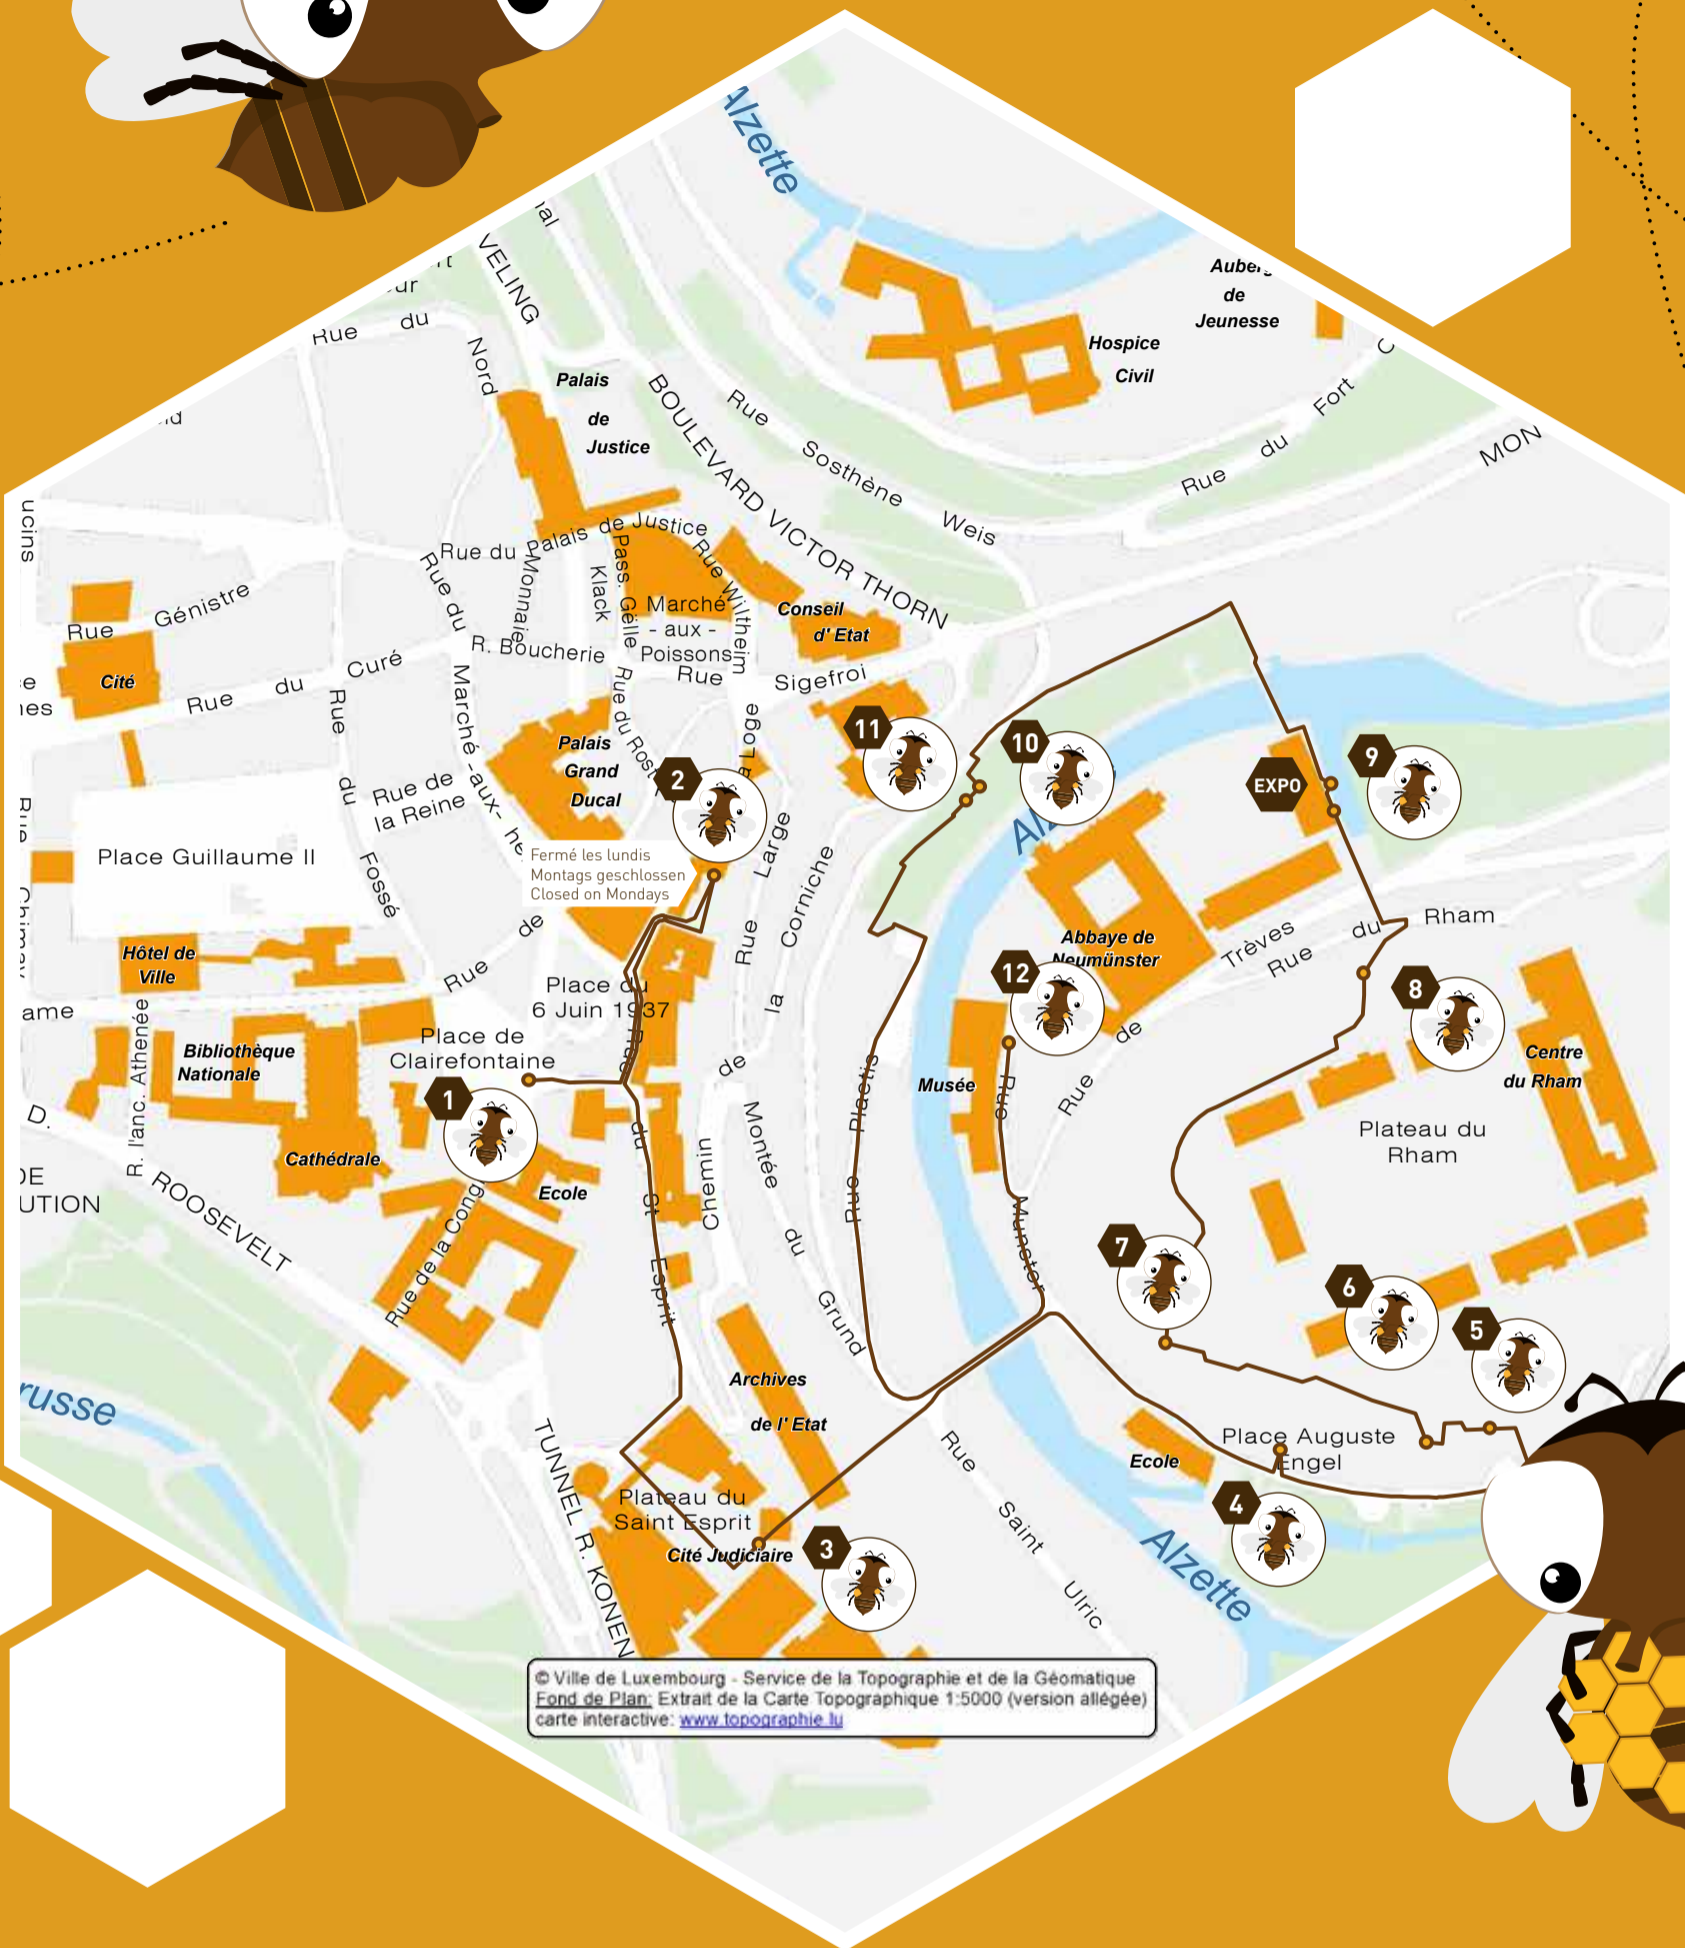 Alzette
VELING
Rue du
Nord
Palais
de
Justice
BOULEVARD VICTOR THORN
Rue Sosthène Weis
Hospice
Civil
de
Jeunesse
Rue du Fort
MON
ucins
Rue Génistre
Cité
Rue du Curé
Rue du Palais de Justice
Rue du
Marché -aux-
Monnaie
Klack
Pass. Gëlle
Rue Wiltheim
Marché
- aux -
Poissons
R. Boucherie
Rue Sigefroi
Conseil
d' Etat
Rue du Fossé
Rue de
la Reine
Palais
Grand
Ducal
Rue du Rost
Loge
2
11
10
EXPO
9
Place Guillaume II
Fermé les lundis
Montags geschlossen
Closed on Mondays
Rue Large
la Corniche
Rue
Hôtel de
Ville
Rue de
Place du
6 Juin 1937
Place de
Clairefontaine
1
ame
R. l'anc. Athenée
Bibliothèque
Nationale
Cathédrale
Ecole
Rue de la Cong
D.
ROOSEVELT
DE
UTION
Rue du St Esprit
Chemin de
Montée du Grund
Rue Plaetis
Abbaye de
Neumünster
12
Musée
Rue Munster
Rue de Trèves
Rue du Rham
8
Centre
du Rham
Plateau du
Rham
7
6
5
russe
Archives
de l' Etat
TUNNEL R. KONEN
Plateau du
Saint Esprit
Cité Judiciaire
3
Rue Saint Ulric
Ecole
Place Auguste
Engel
4
Alzette
© Ville de Luxembourg - Service de la Topographie et de la Géomatique
Fond de Plan: Extrait de la Carte Topographique 1:5000 (version allégée)
carte interactive: www.topographie.lu